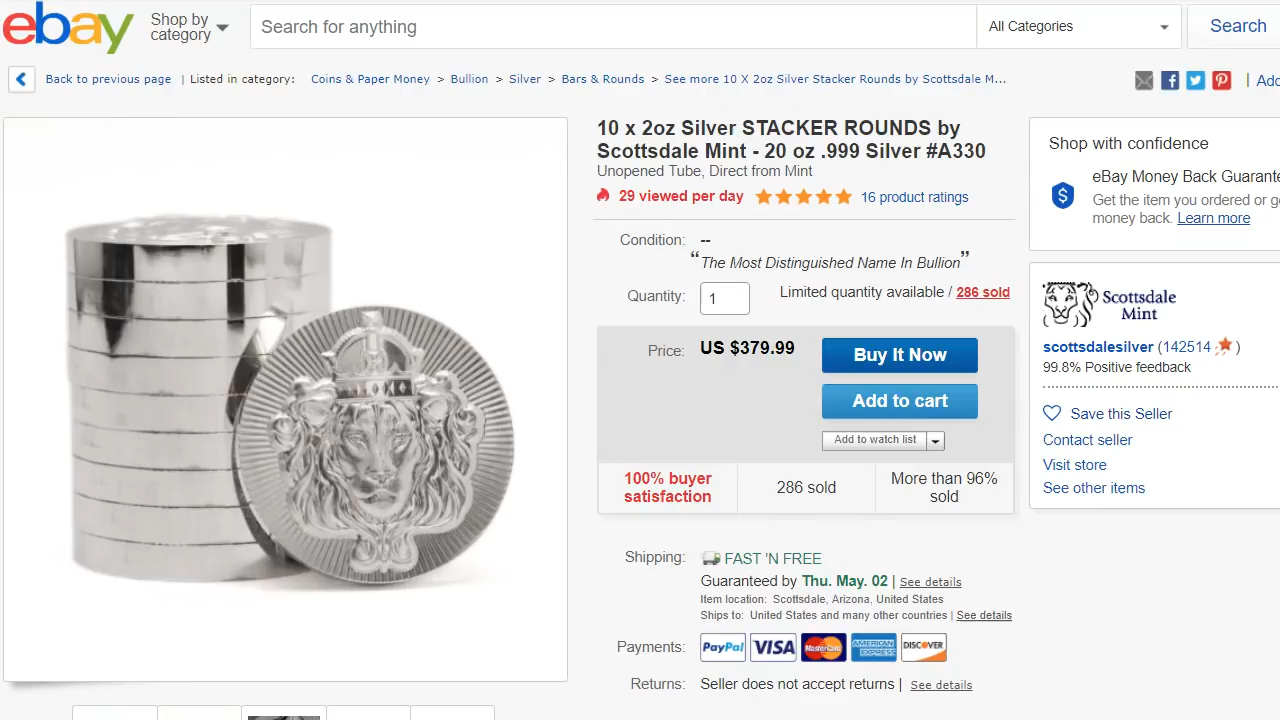 ebay
Shop by category
Search for anything
All Categories
Search
Back to previous page | Listed in category: Coins & Paper Money > Bullion > Silver > Bars & Rounds > See more 10 X 2oz Silver Stacker Rounds by Scottsdale M...
| Add
10 x 2oz Silver STACKER ROUNDS by
Scottsdale Mint - 20 oz .999 Silver #A330
Unopened Tube, Direct from Mint
29 viewed per day 16 product ratings
Condition: --
“The Most Distinguished Name In Bullion”
Quantity: 1 Limited quantity available / 286 sold
Price: US $379.99
Buy It Now
Add to cart
Add to watch list
100% buyer satisfaction
286 sold
More than 96% sold
Shipping: FAST 'N FREE
Guaranteed by Thu. May. 02 | See details
Item location: Scottsdale, Arizona, United States
Ships to: United States and many other countries | See details
Payments: PayPal VISA MasterCard AMERICAN EXPRESS DISCOVER
Returns: Seller does not accept returns | See details
Shop with confidence
eBay Money Back Guarante
Get the item you ordered or ge
money back. Learn more
Scottsdale
Mint
scottsdalesilver (142514 )
99.8% Positive feedback
Save this Seller
Contact seller
Visit store
See other items